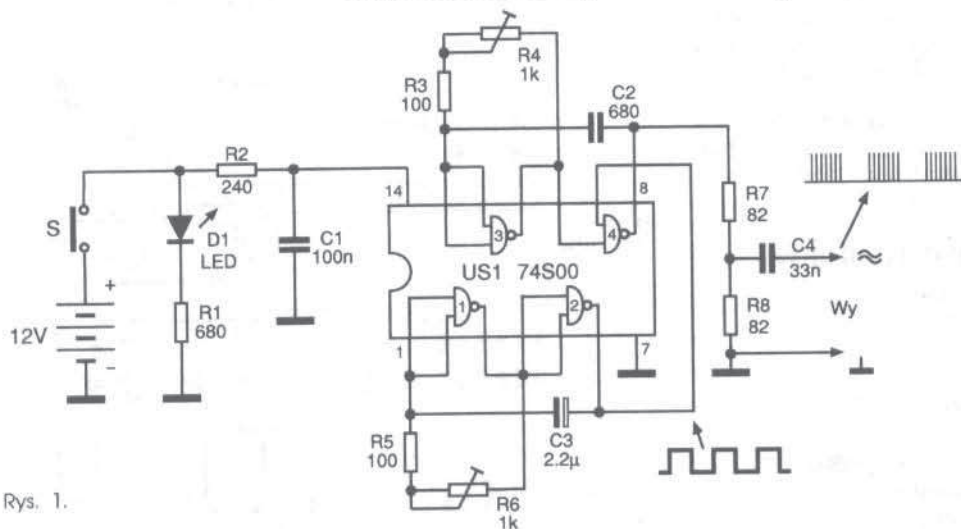 R4
1k
R3
100
C2
680
R2
240
14
8
R7
82
S
D1
LED
C1
100n
3
4
US1 74S00
C4
33n
≈
+
12V
−
R1
680
1
2
R8
82
Wy
1
7
R5
100
C3
2.2µ
R6
1k
Rys. 1.